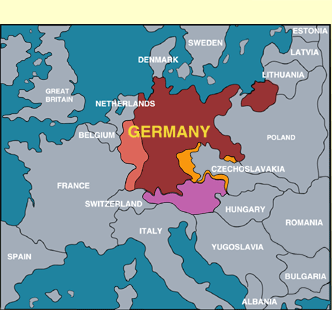 ESTONIA
SWEDEN
LATVIA
DENMARK
LITHUANIA
GREAT
BRITAIN
NETHERLANDS
GERMANY
BELGIUM
POLAND
CZECHOSLAVAKIA
FRANCE
SWITZERLAND
HUNGARY
ITALY
ROMANIA
YUGOSLAVIA
SPAIN
BULGARIA
ALBANIA